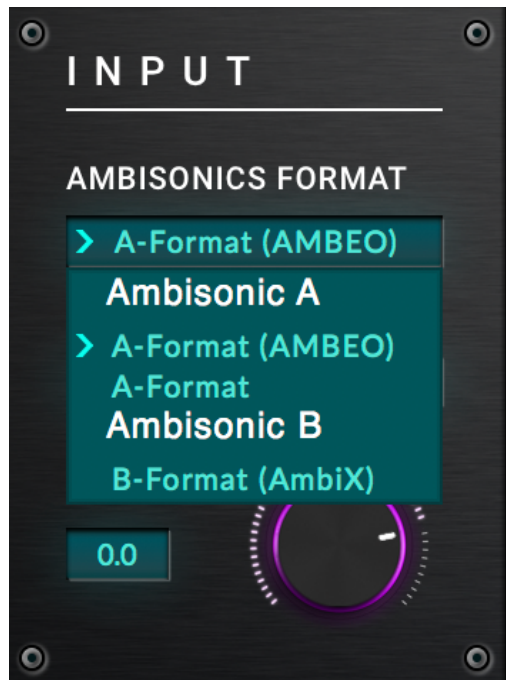 INPUT
AMBISONICS FORMAT
> A-Format (AMBEO)
Ambisonic A
> A-Format (AMBEO)
A-Format
Ambisonic B
B-Format (AmbiX)
0.0